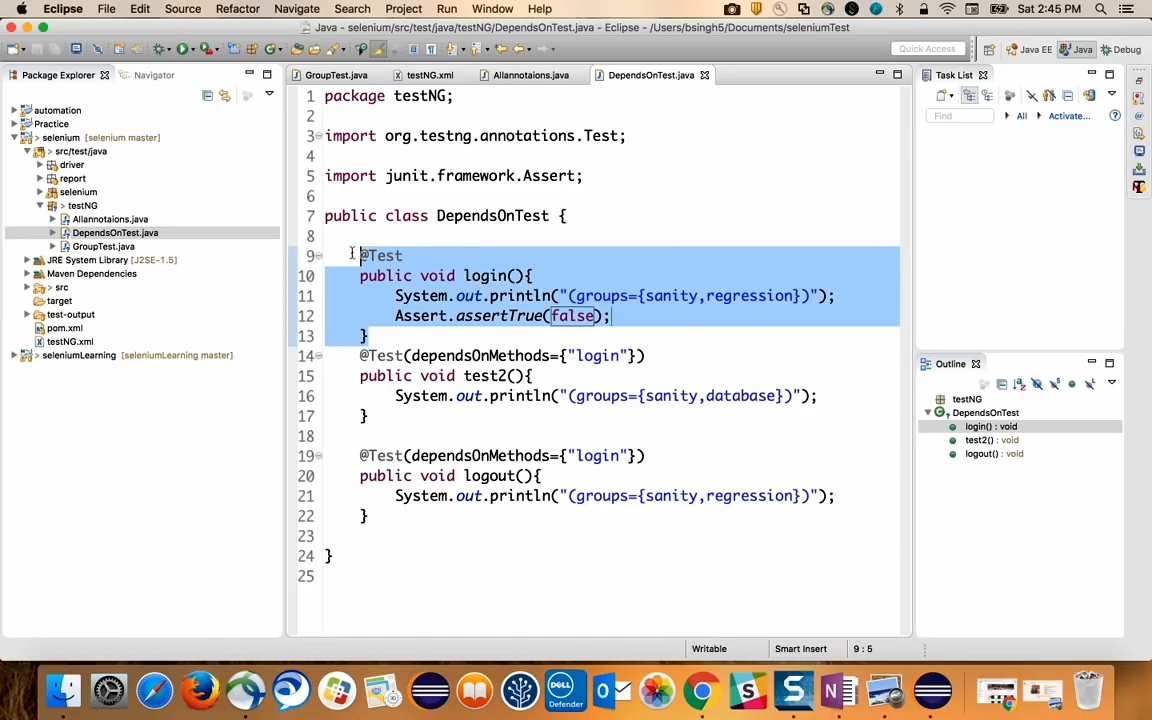 Eclipse File Edit Source Refactor Navigate Search Project Run Window Help
Sat 2:45 PM
Java - selenium/src/test/java/testNG/DependsOnTest.java - Eclipse - /Users/bsingh5/Documents/seleniumTest
Quick Access
Java EE
Java
Debug
Package Explorer
Navigator
GroupTest.java
testNG.xml
Allannotaions.java
DependsOnTest.java
Task List
automation
Practice
> selenium [selenium master]
> src/test/java
driver
report
> selenium
> testNG
Allannotaions.java
DependsOnTest.java
GroupTest.java
JRE System Library [J2SE-1.5]
Maven Dependencies
> src
target
test-output
pom.xml
testNG.xml
> seleniumLearning [seleniumLearning master]
1 package testNG;
2
3 import org.testng.annotations.Test;
4
5 import junit.framework.Assert;
6
7 public class DependsOnTest {
8
9 @Test
10 public void login(){
11 System.out.println("(groups={sanity,regression})");
12 Assert.assertTrue(false);
13 }
14 @Test(dependsOnMethods={"login"})
15 public void test2(){
16 System.out.println("(groups={sanity,database})");
17 }
18
19 @Test(dependsOnMethods={"login"})
20 public void logout(){
21 System.out.println("(groups={sanity,regression})");
22 }
23
24 }
25
Find
All
Activate...
Outline
testNG
DependsOnTest
login() : void
test2() : void
logout() : void
Writable
Smart Insert
9 : 5
DELL
Defender